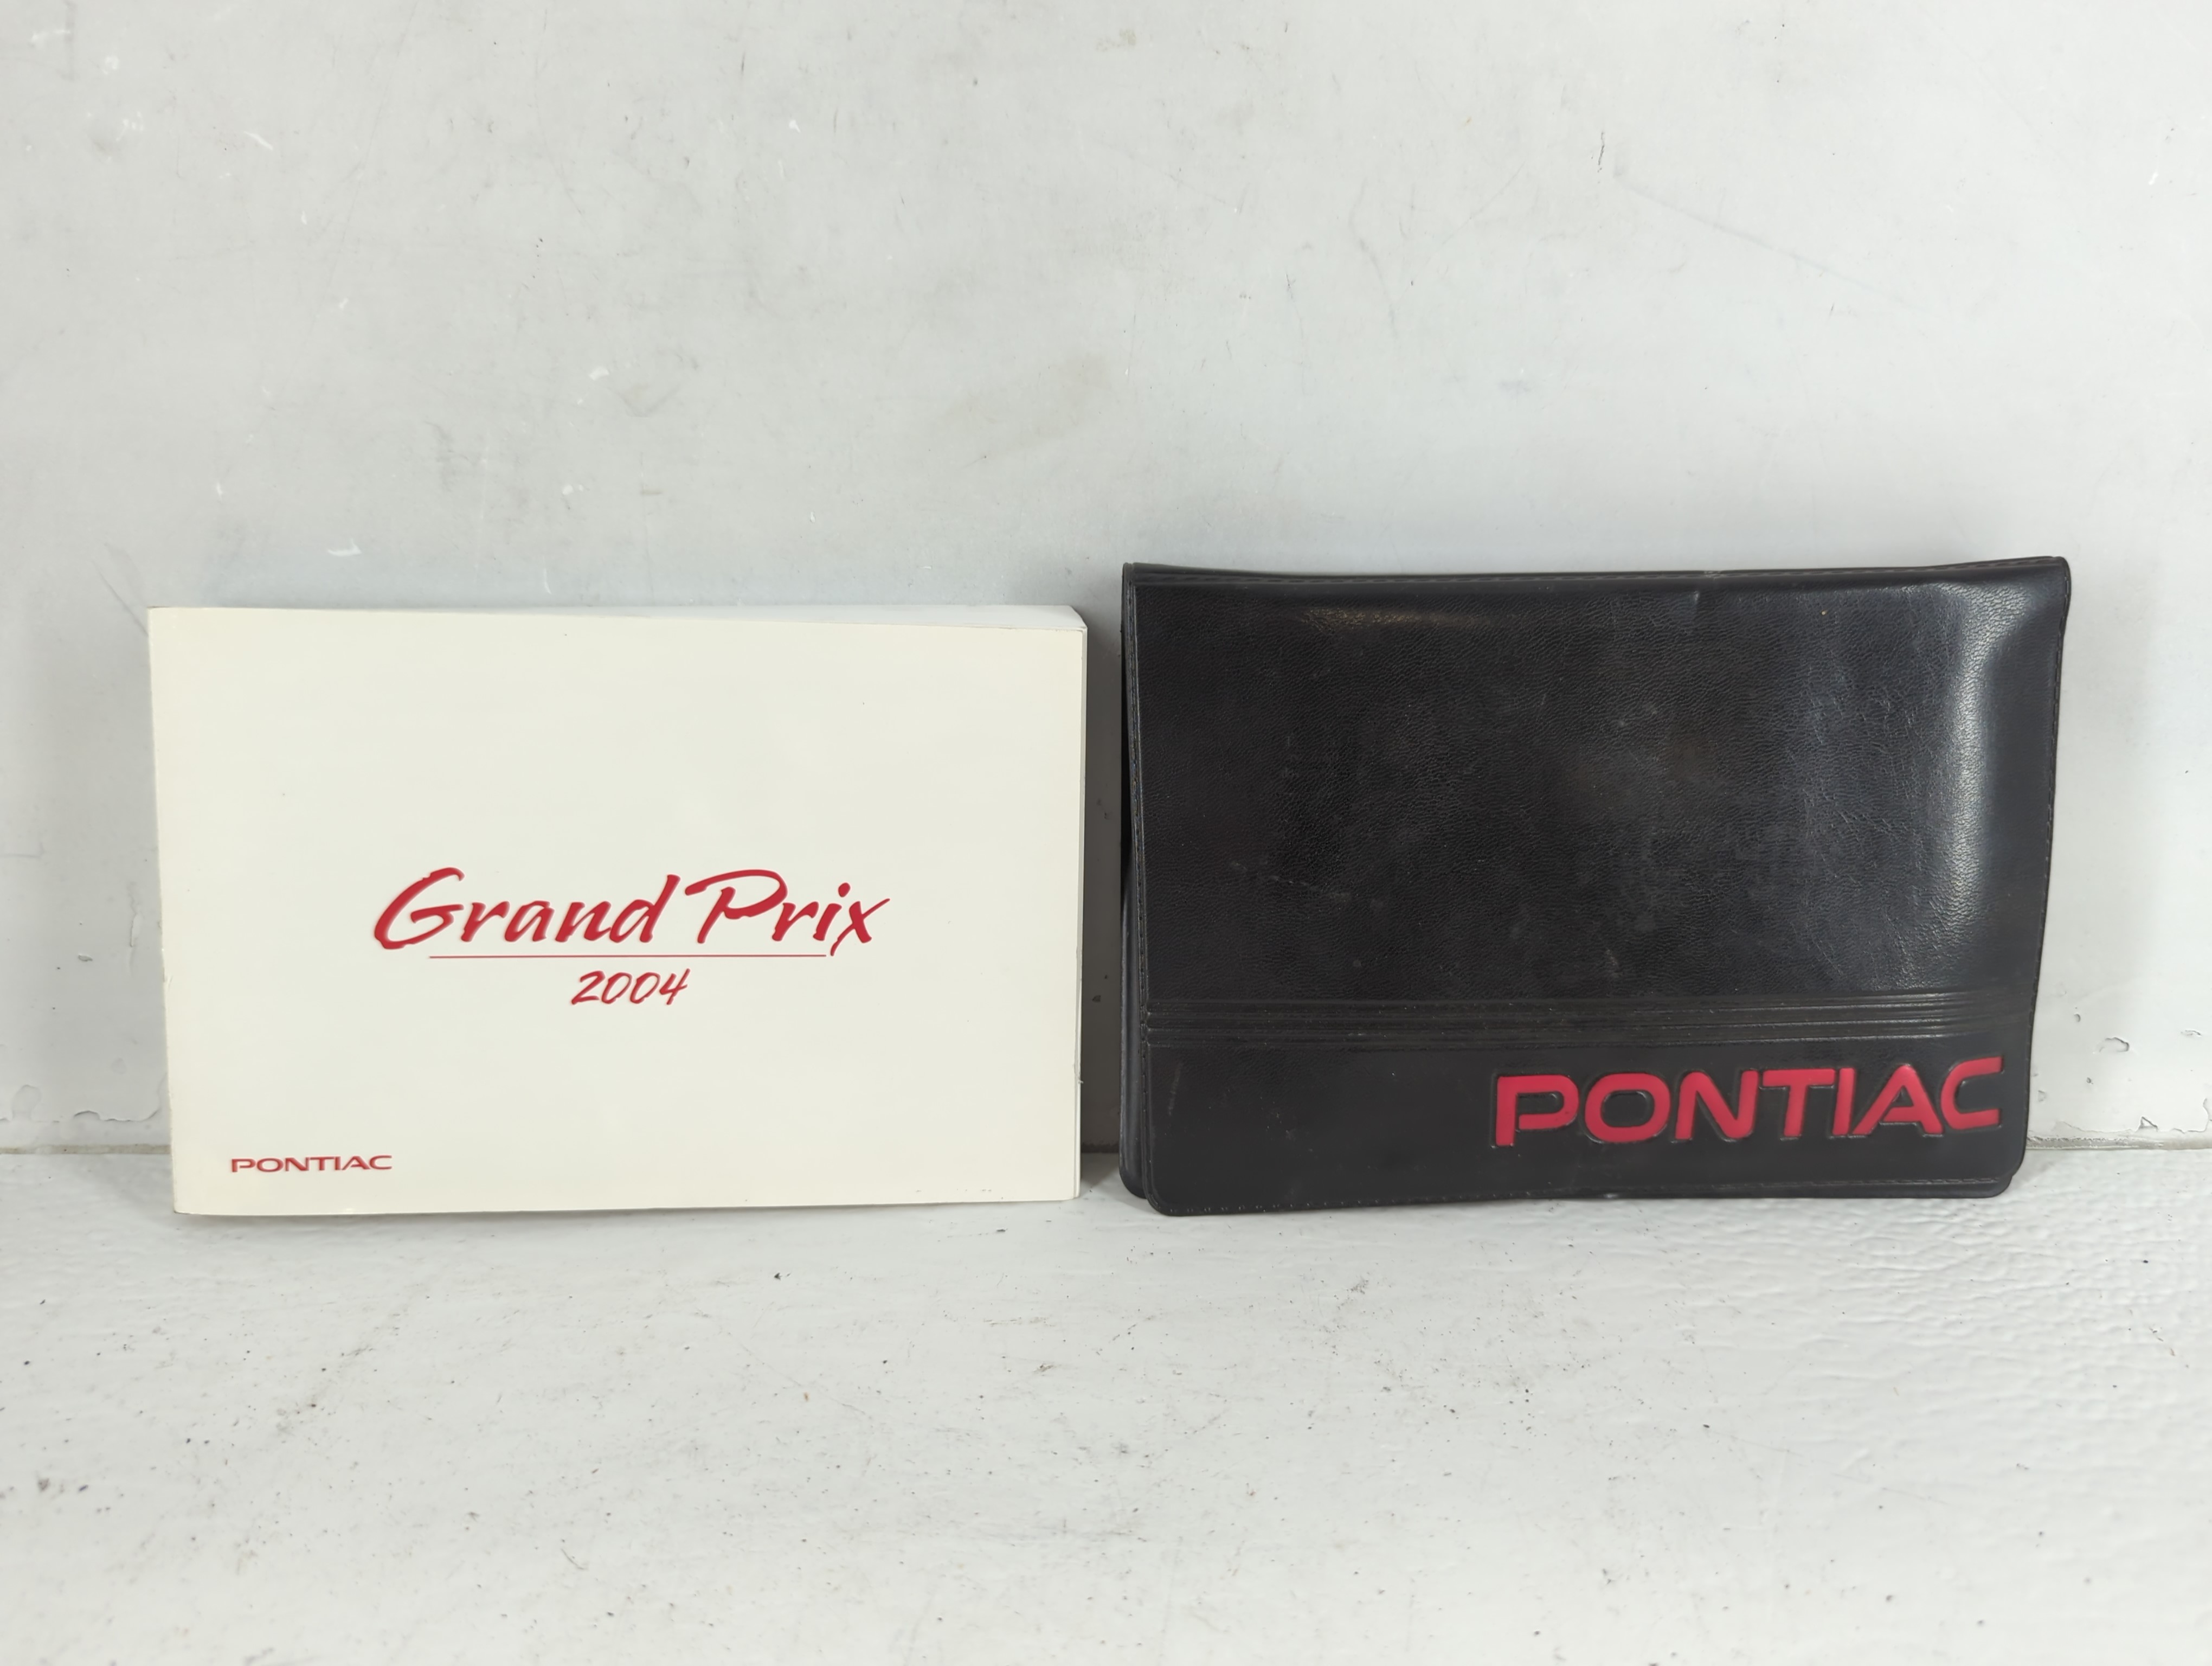 Grand Prix
2004
PONTIAC
PONTIAC